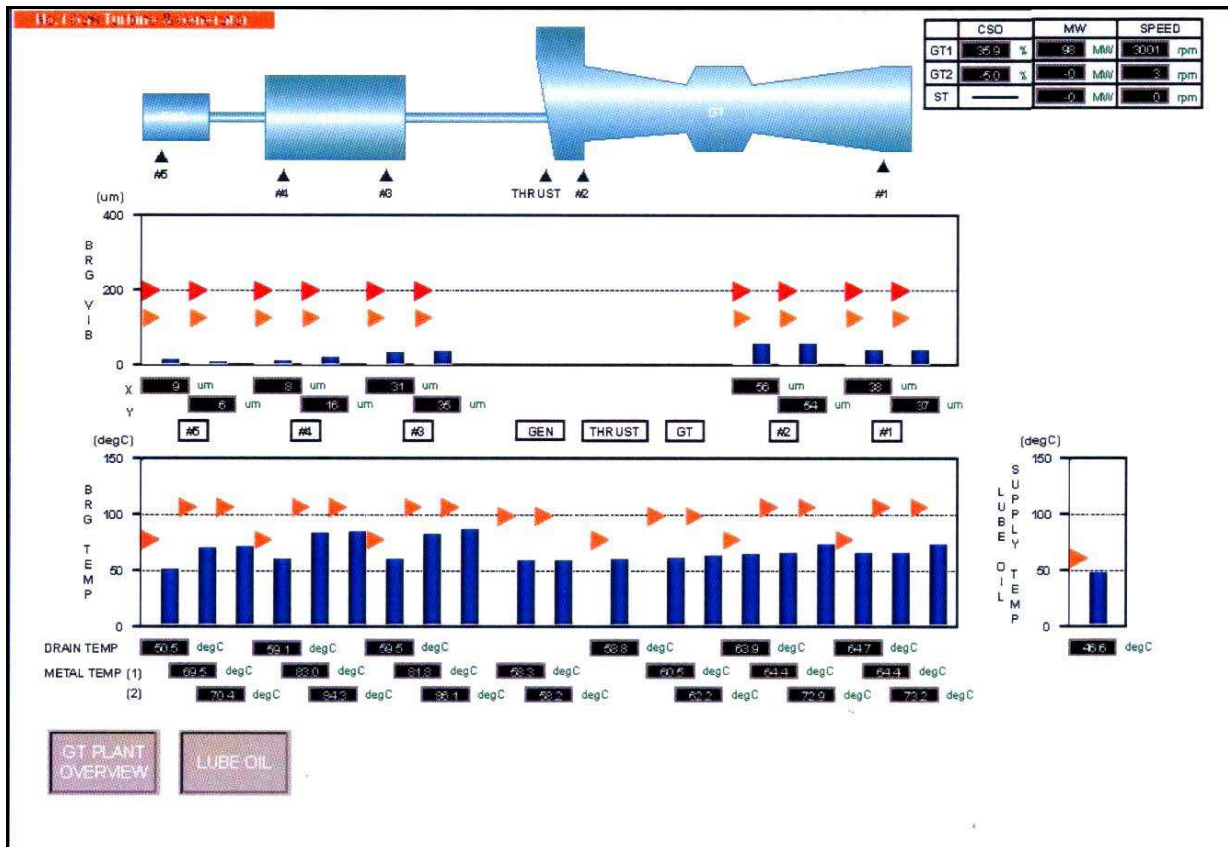 Gas Turbine & Generator
CSO MW SPEED
GT1 35.9 % 93 MW 3001 rpm
GT2 -5.0 % -0 MW 3 rpm
ST -0 MW 0 rpm
GT
#5 #4 #3 THRUST #2 #1
(um)
400
200
0
BRG VIB
X 9 um 8 um 31 um 56 um 38 um
Y 6 um 16 um 35 um 54 um 37 um
#5 #4 #3 GEN THRUST GT #2 #1
(degC) (degC)
150 150
100 100
50 50
0 0
BRG TEMP
LUBE OIL
SUPPLY TEMP
DRAIN TEMP 50.5 degC 59.1 degC 59.5 degC 58.8 degC 63.9 degC 64.7 degC 46.6 degC
METAL TEMP (1) 69.5 degC 83.0 degC 81.8 degC 58.3 degC 60.5 degC 64.4 degC 64.4 degC
(2) 70.4 degC 84.3 degC 86.1 degC 58.2 degC 62.2 degC 72.9 degC 73.2 degC
GT PLANT
OVERVIEW
LUBE OIL